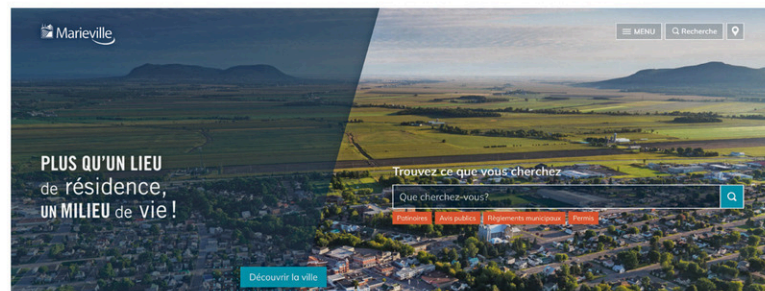 Marieville
MENU
Recherche
PLUS QU'UN LIEU
de résidence,
UN MILIEU de vie !
Trouvez ce que vous cherchez
Que cherchez-vous?
Patinoires
Avis publics
Règlements municipaux
Permis
Découvrir la ville